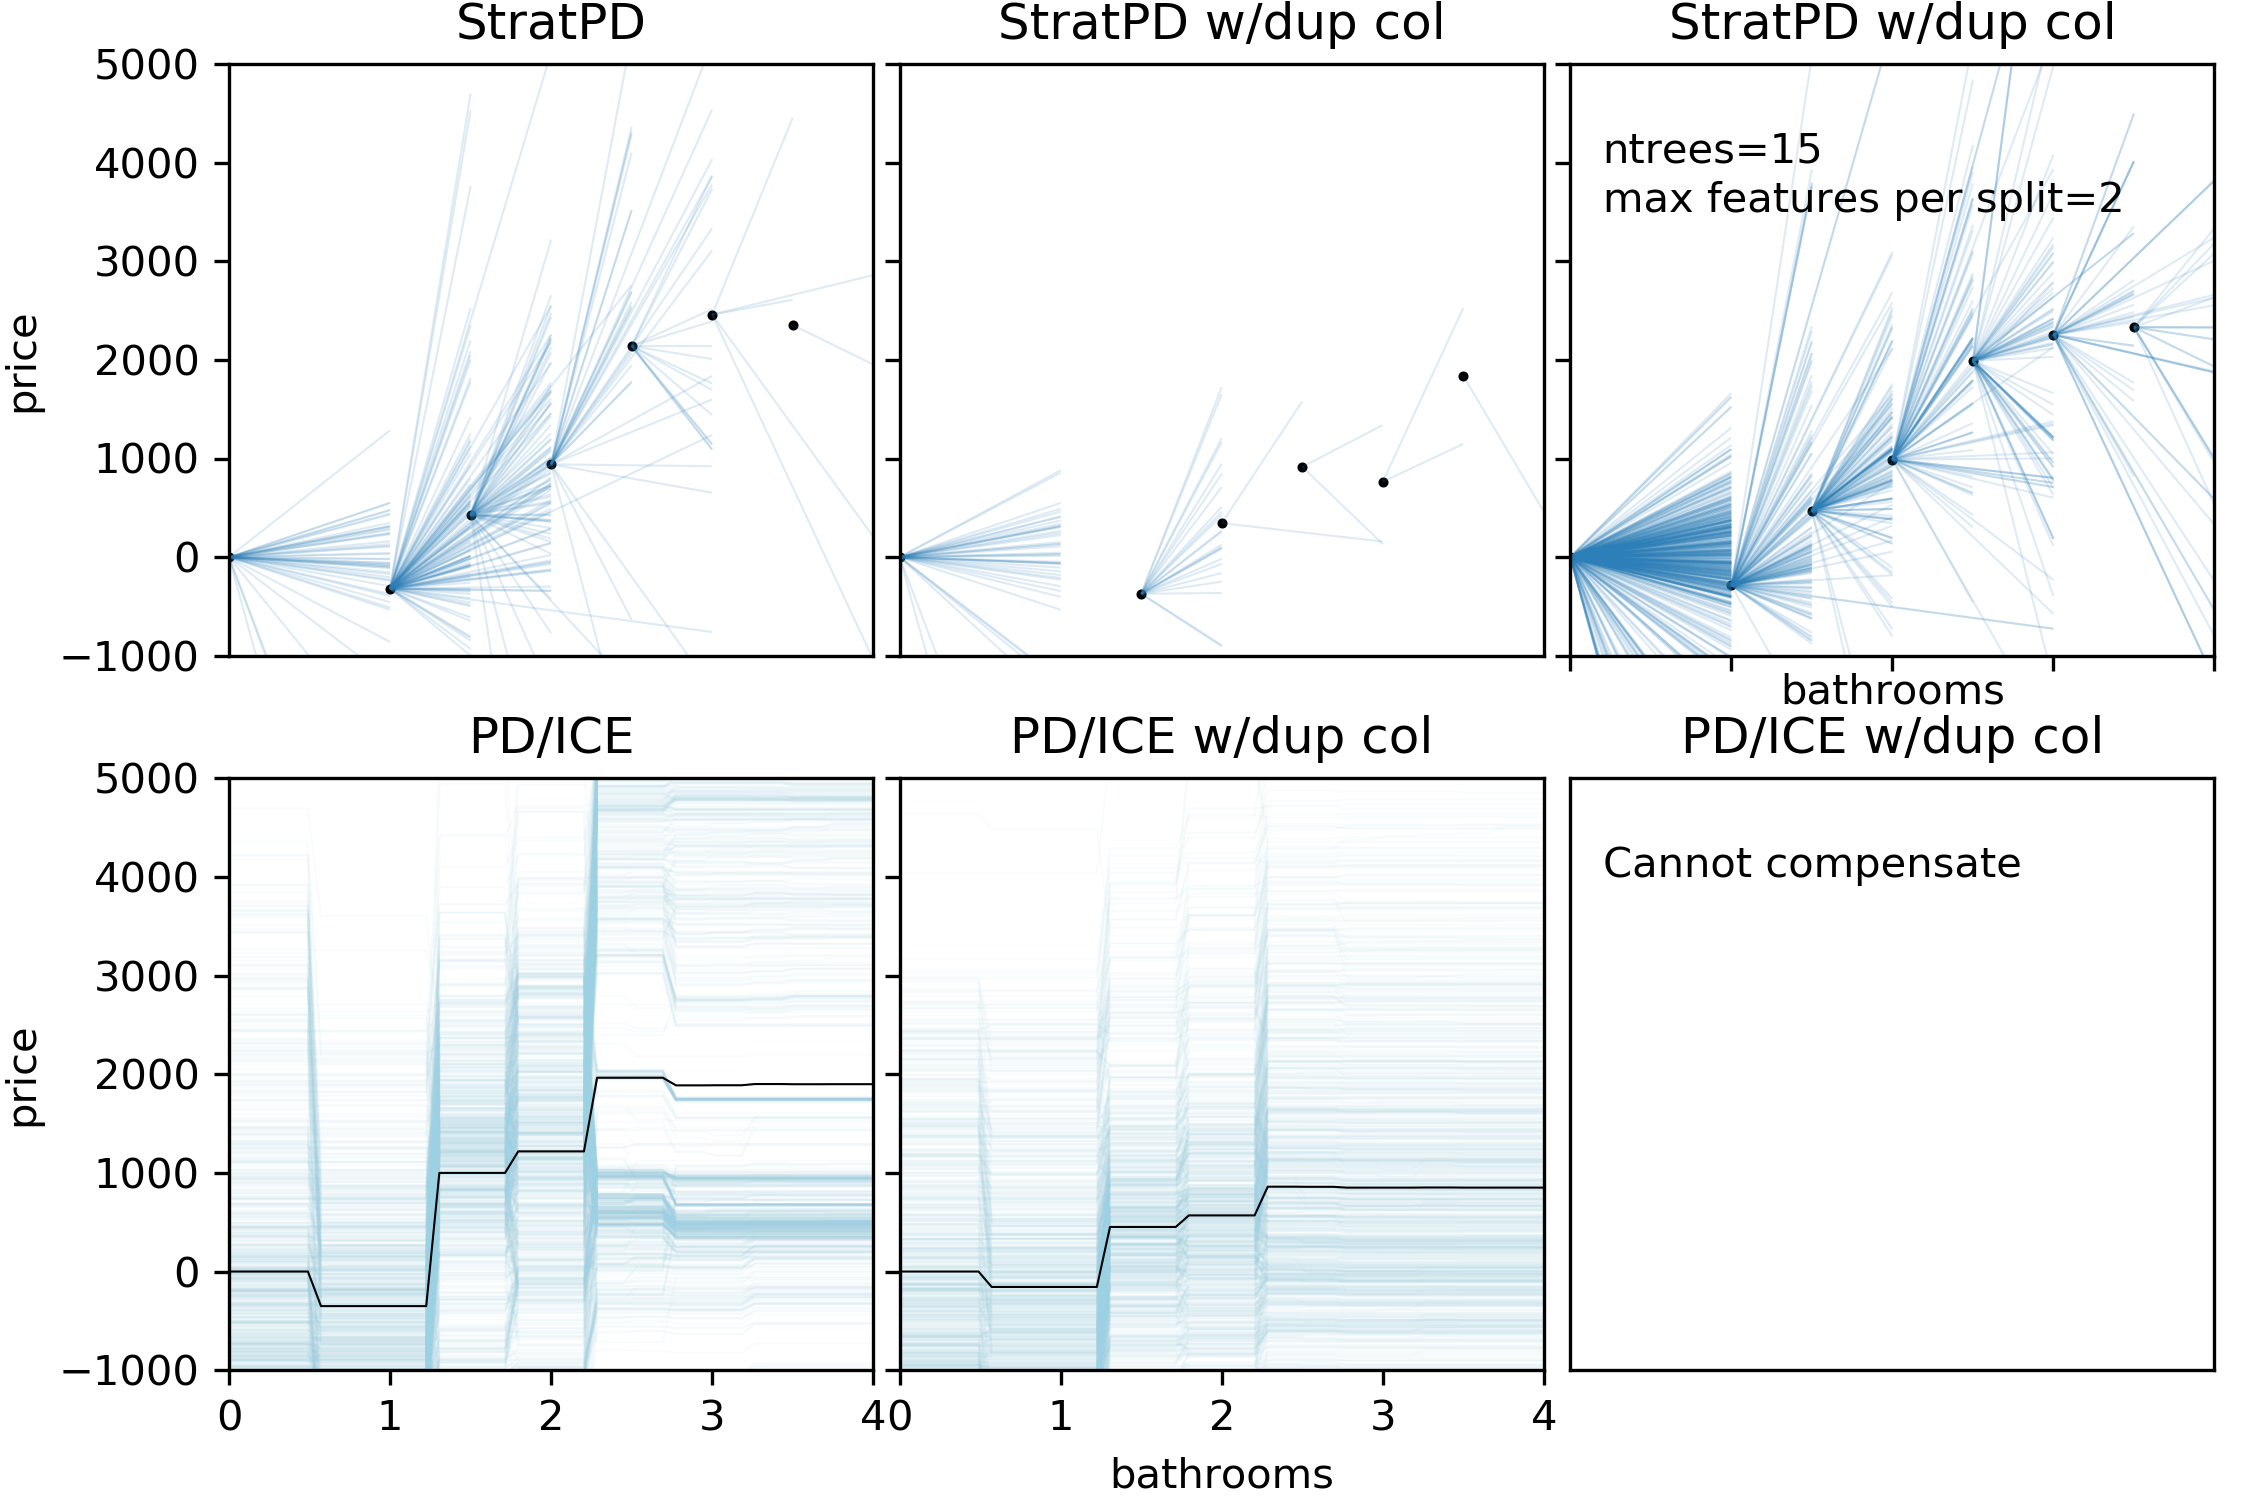 StratPD
StratPD w/dup col
StratPD w/dup col
5000
4000
3000
2000
1000
0
−1000
price
ntrees=15
max features per split=2
bathrooms
PD/ICE
PD/ICE w/dup col
PD/ICE w/dup col
5000
4000
3000
2000
1000
0
−1000
price
Cannot compensate
0 1 2 3 4
0 1 2 3 4
bathrooms